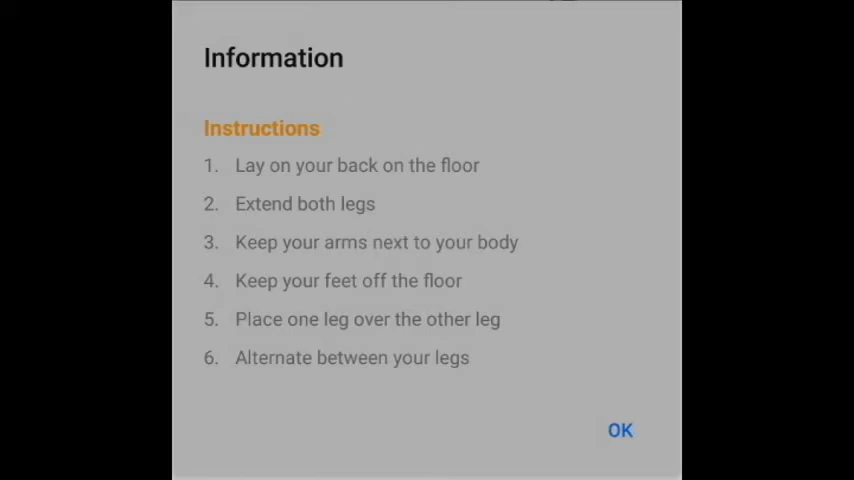 Information
Instructions
1. Lay on your back on the floor
2. Extend both legs
3. Keep your arms next to your body
4. Keep your feet off the floor
5. Place one leg over the other leg
6. Alternate between your legs
OK